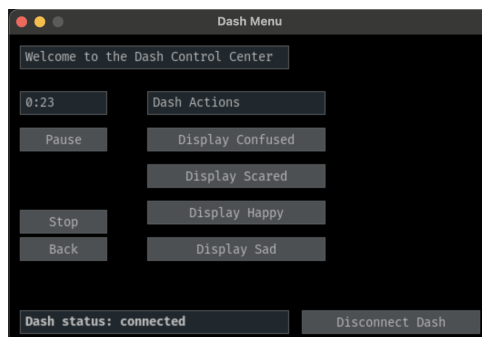 Dash Menu
Welcome to the Dash Control Center
0:23
Dash Actions
Pause
Display Confused
Display Scared
Display Happy
Stop
Back
Display Sad
Dash status: connected
Disconnect Dash